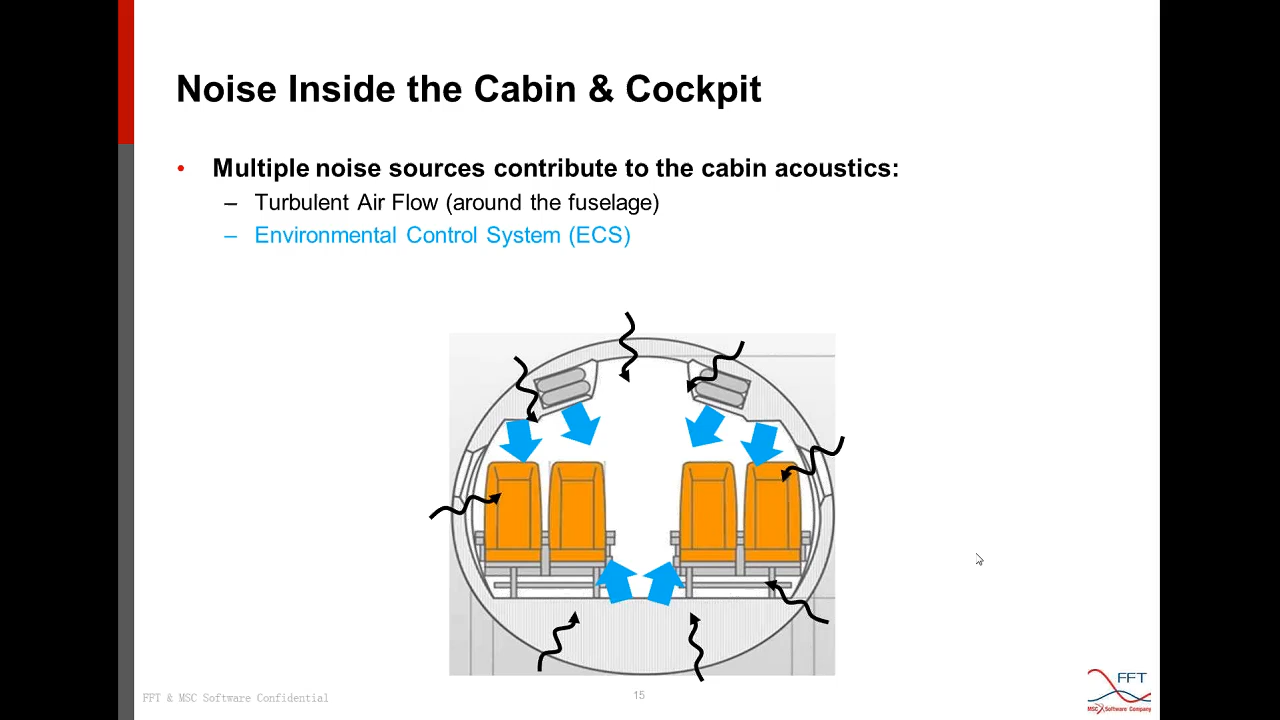 Noise Inside the Cabin & Cockpit
• Multiple noise sources contribute to the cabin acoustics:
– Turbulent Air Flow (around the fuselage)
– Environmental Control System (ECS)
FFT & MSC Software Confidential
15
FFT
MSC Software Company